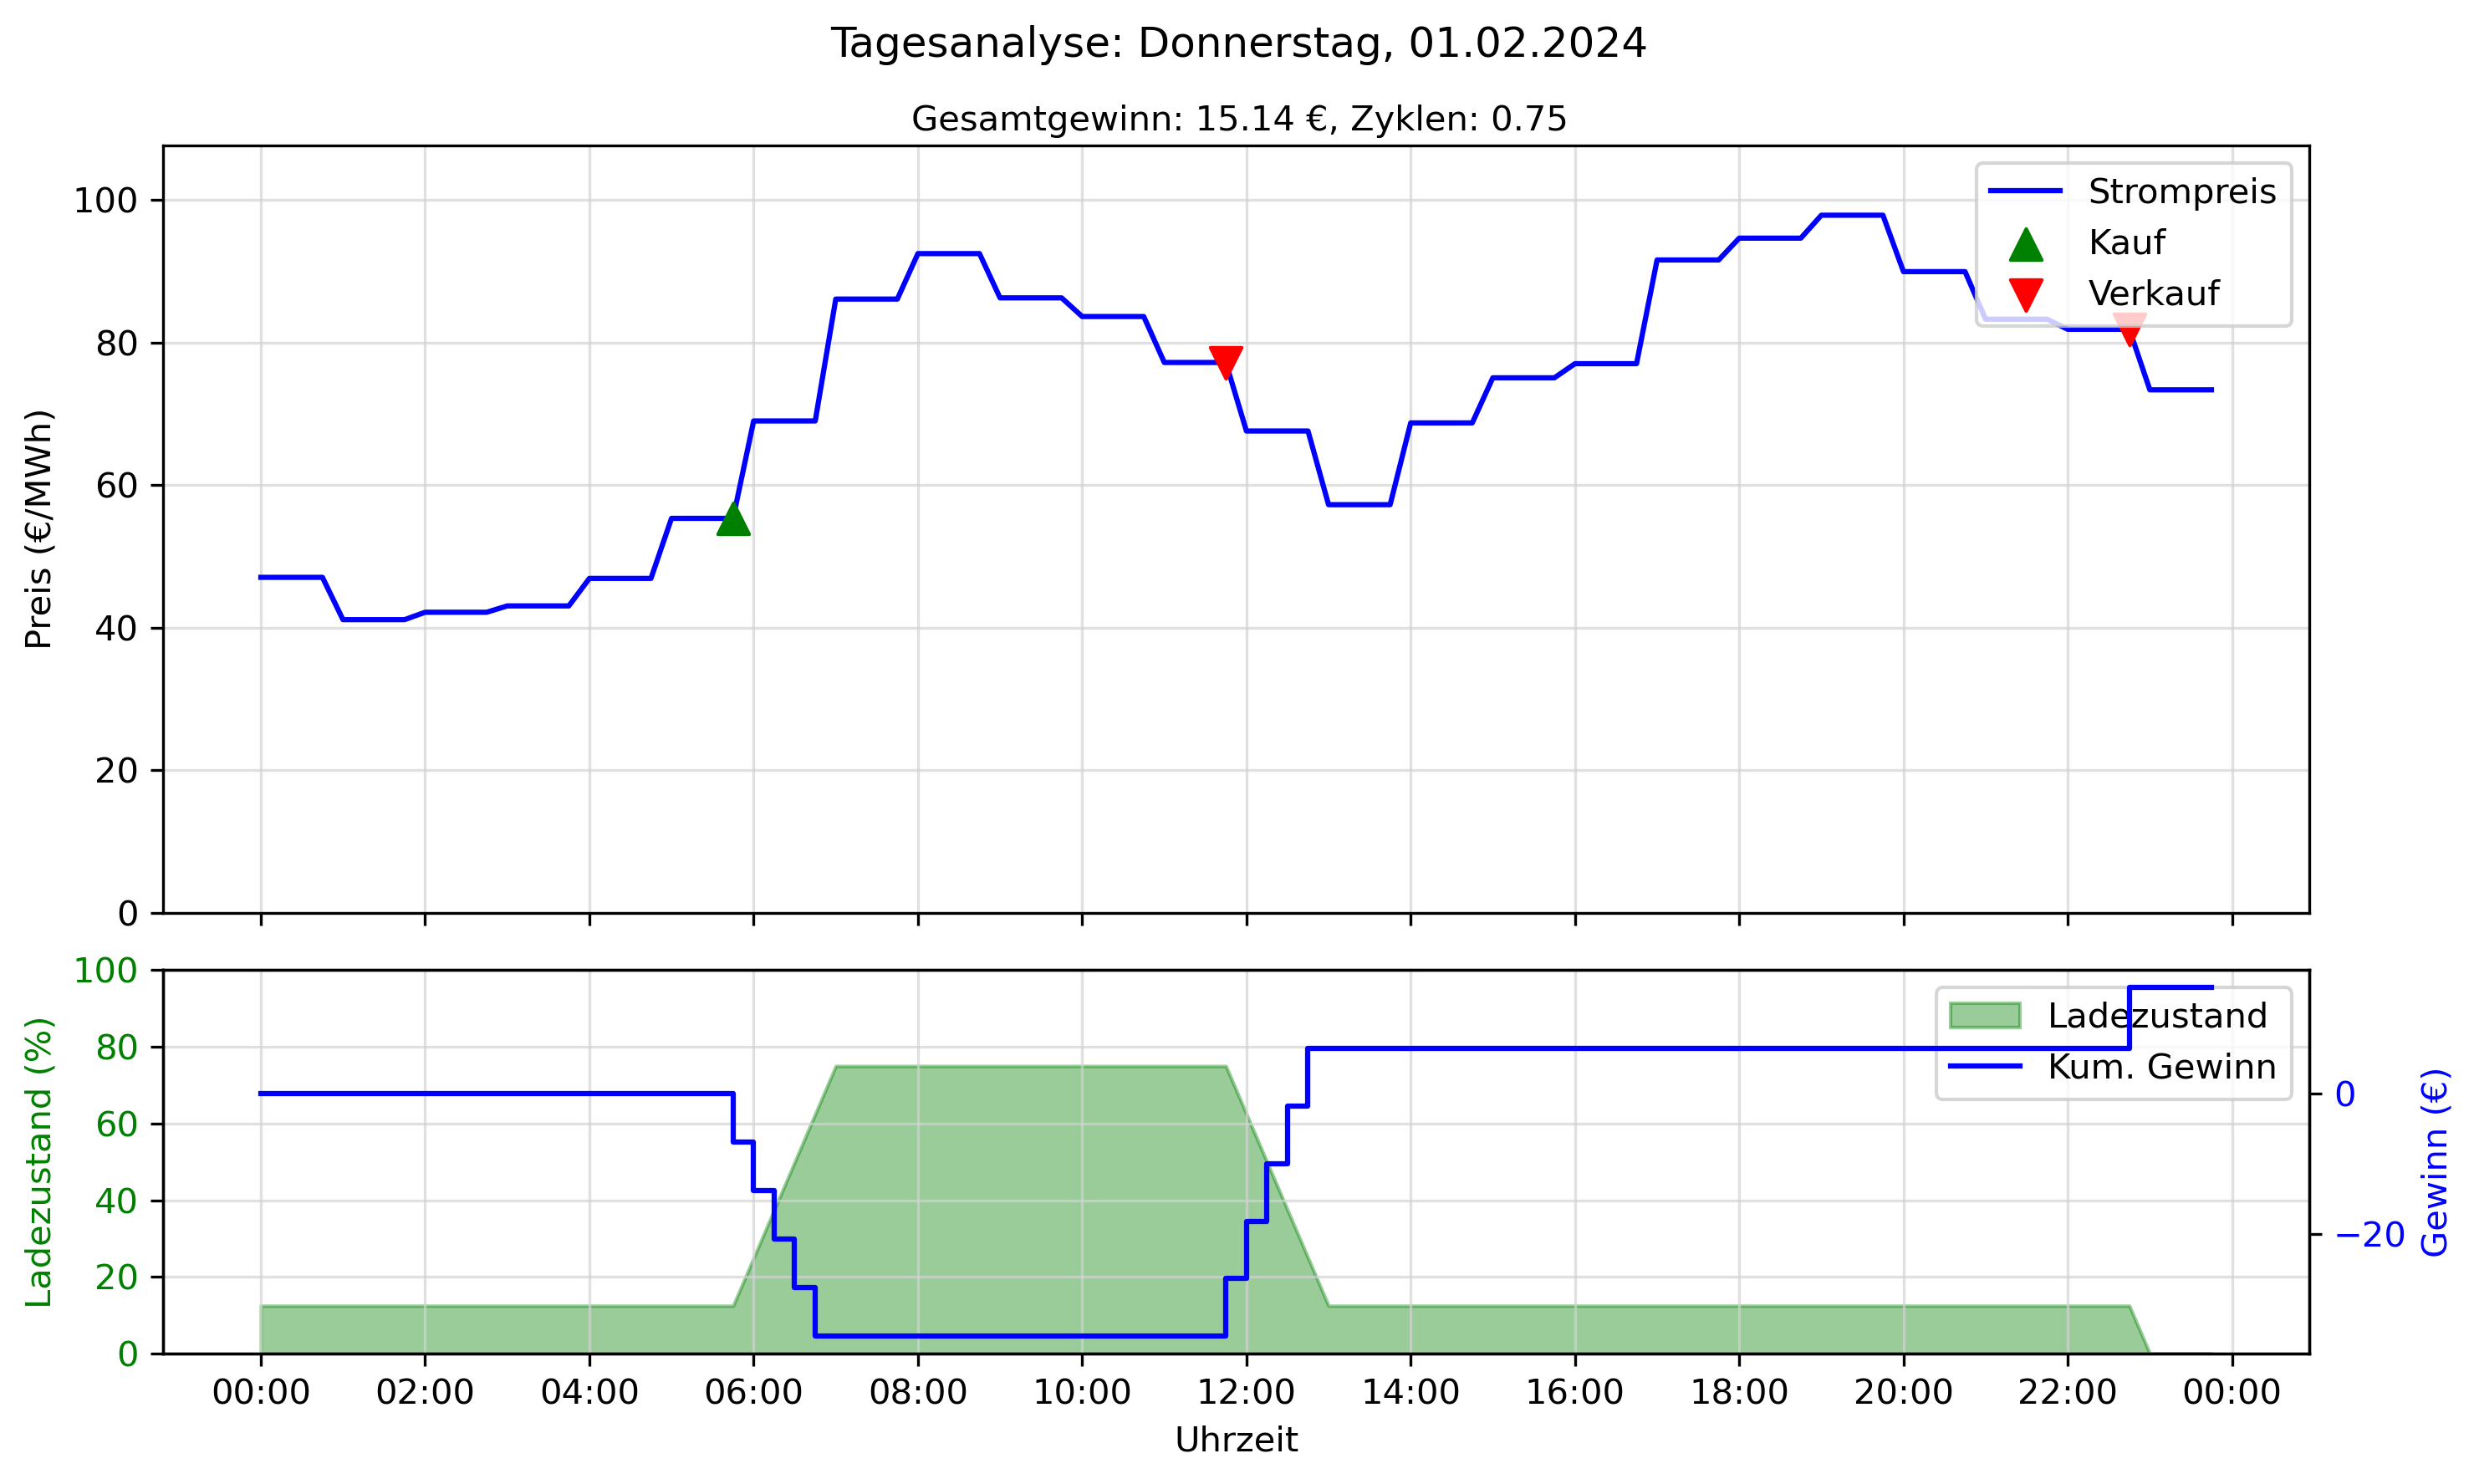 Tagesanalyse: Donnerstag, 01.02.2024
Gesamtgewinn: 15.14 €, Zyklen: 0.75
Preis (€/MWh)
100
80
60
40
20
0
Strompreis
Kauf
Verkauf
Ladezustand (%)
100
80
60
40
20
0
Ladezustand
Kum. Gewinn
0
−20
Gewinn (€)
00:00 02:00 04:00 06:00 08:00 10:00 12:00 14:00 16:00 18:00 20:00 22:00 00:00
Uhrzeit